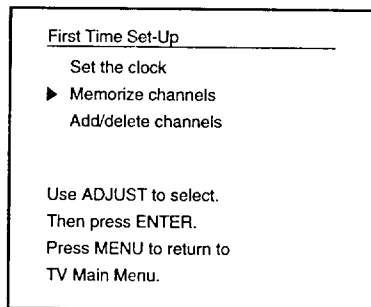 First Time Set-Up
Set the clock
Memorize channels
Add/delete channels
Use ADJUST to select.
Then press ENTER.
Press MENU to return to
TV Main Menu.